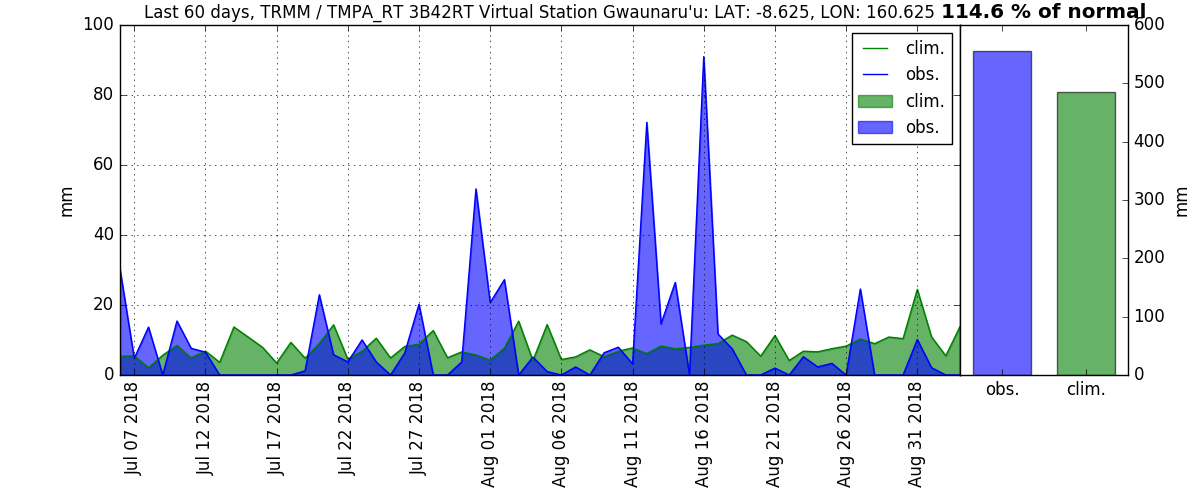 Last 60 days, TRMM / TMPA_RT 3B42RT Virtual Station Gwaunaru'u: LAT: -8.625, LON: 160.625 114.6 % of normal
100
80
60
40
20
0
mm
clim.
obs.
clim.
obs.
600
500
400
300
200
100
0
mm
Jul 07 2018
Jul 12 2018
Jul 17 2018
Jul 22 2018
Jul 27 2018
Aug 01 2018
Aug 06 2018
Aug 11 2018
Aug 16 2018
Aug 21 2018
Aug 26 2018
Aug 31 2018
obs.
clim.